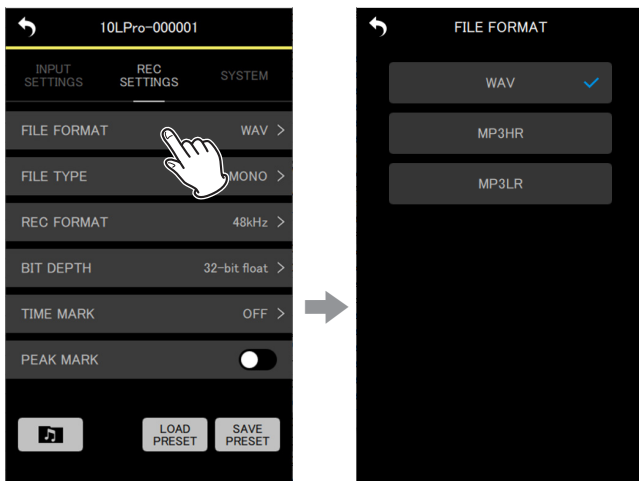 10LPro-000001
INPUT SETTINGS
REC SETTINGS
SYSTEM
FILE FORMAT WAV >
FILE TYPE MONO >
REC FORMAT 48kHz >
BIT DEPTH 32-bit float >
TIME MARK OFF >
PEAK MARK
LOAD PRESET
SAVE PRESET
FILE FORMAT
WAV
MP3HR
MP3LR